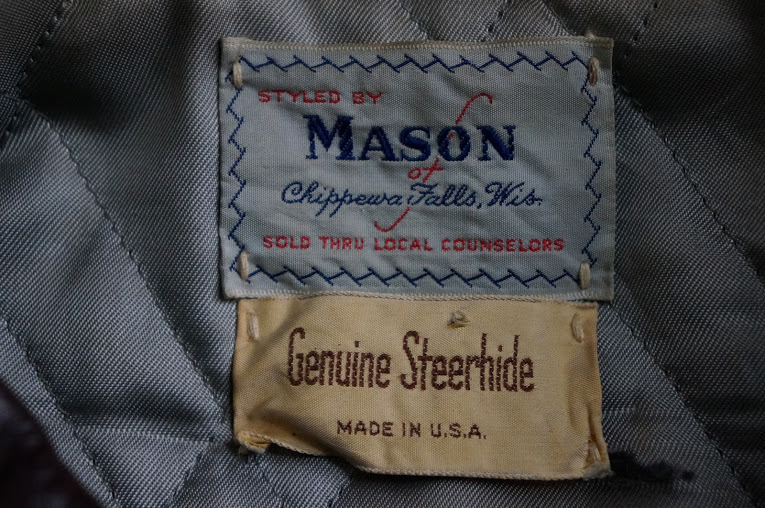 STYLED BY
MASON
of
Chippewa Falls, Wis.
SOLD THRU LOCAL COUNSELORS
Genuine Steerhide
MADE IN U.S.A.